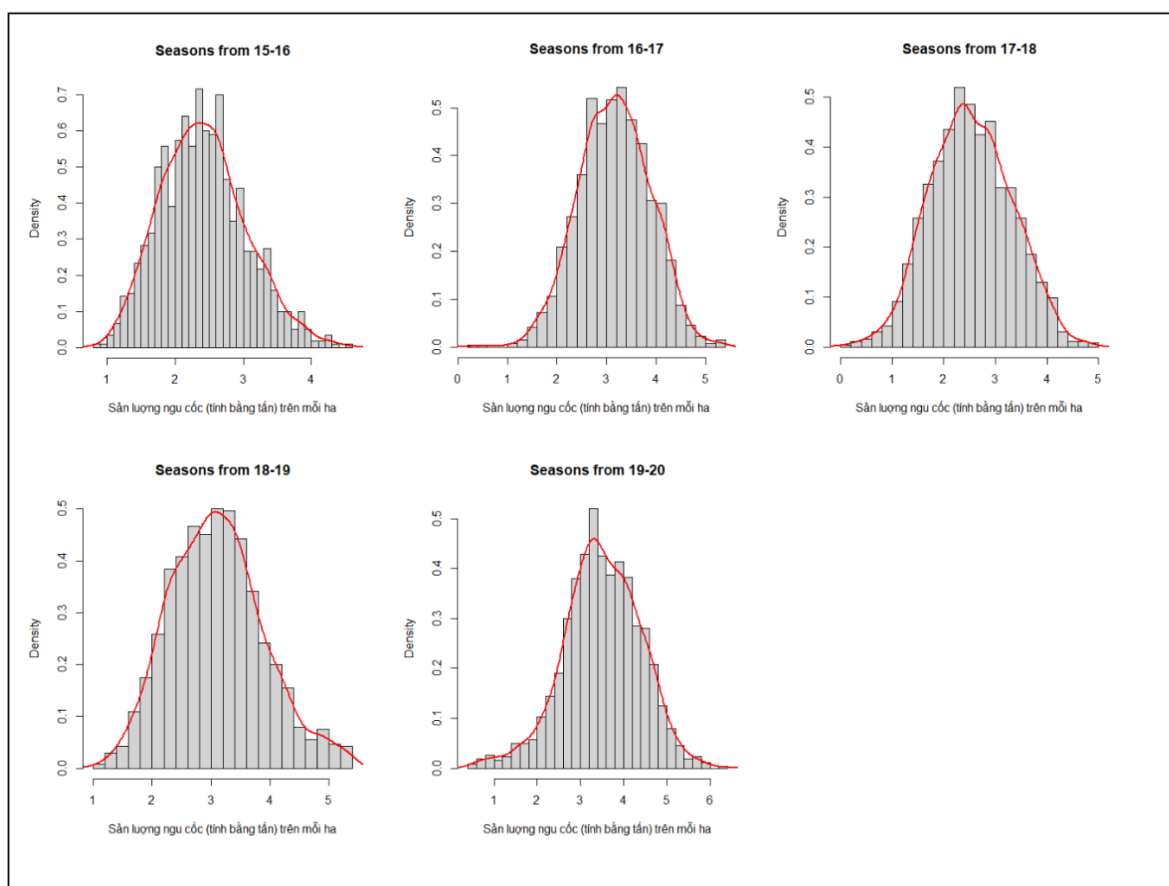 Seasons from 15-16
Density
0.0 0.1 0.2 0.3 0.4 0.5 0.6 0.7
1 2 3 4
Sản lượng ngu cốc (tính bằng tấn) trên mỗi ha
Seasons from 16-17
Density
0.0 0.1 0.2 0.3 0.4 0.5
0 1 2 3 4 5
Sản lượng ngu cốc (tính bằng tấn) trên mỗi ha
Seasons from 17-18
Density
0.0 0.1 0.2 0.3 0.4 0.5
0 1 2 3 4 5
Sản lượng ngu cốc (tính bằng tấn) trên mỗi ha
Seasons from 18-19
Density
0.0 0.1 0.2 0.3 0.4 0.5
1 2 3 4 5
Sản lượng ngu cốc (tính bằng tấn) trên mỗi ha
Seasons from 19-20
Density
0.0 0.1 0.2 0.3 0.4 0.5
1 2 3 4 5 6
Sản lượng ngu cốc (tính bằng tấn) trên mỗi ha